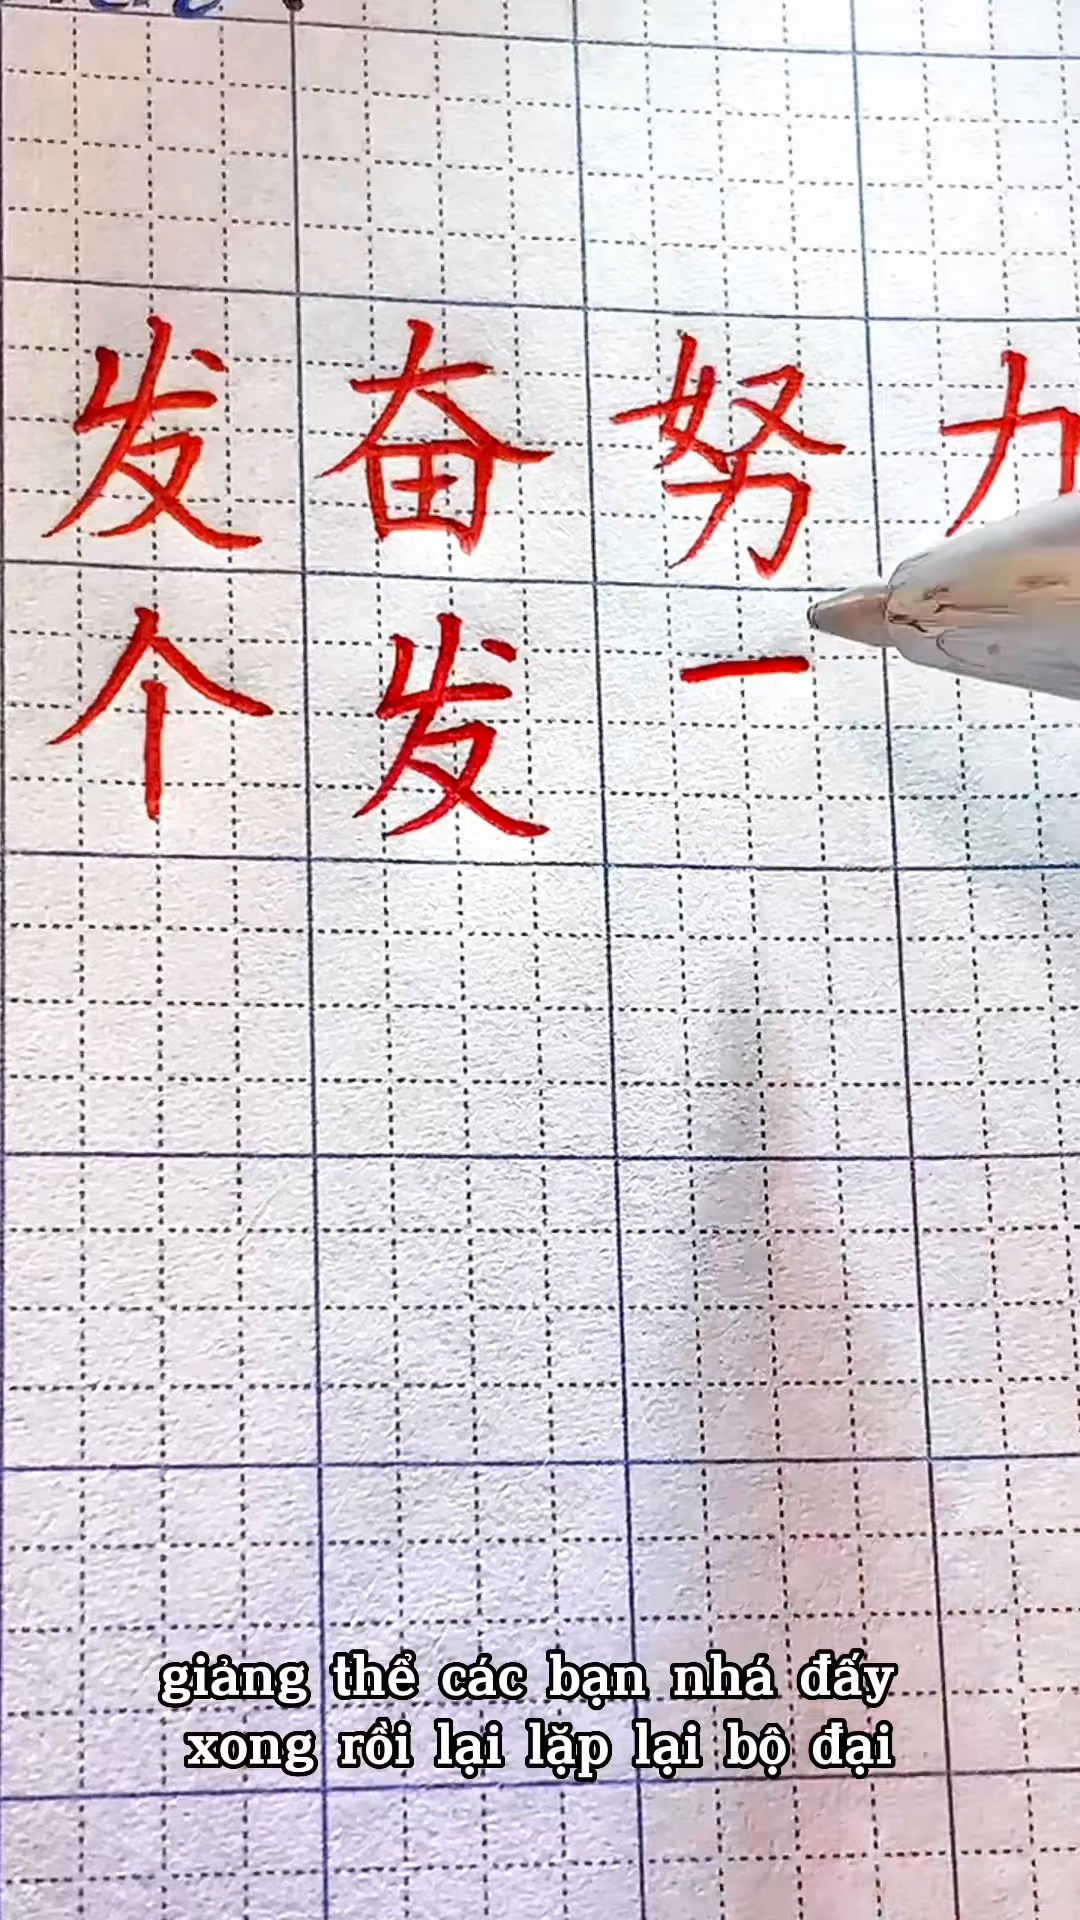 发 奋 努 力
个 发 一
giảng thể các bạn nhá đấy
xong rồi lại lặp lại bộ đại